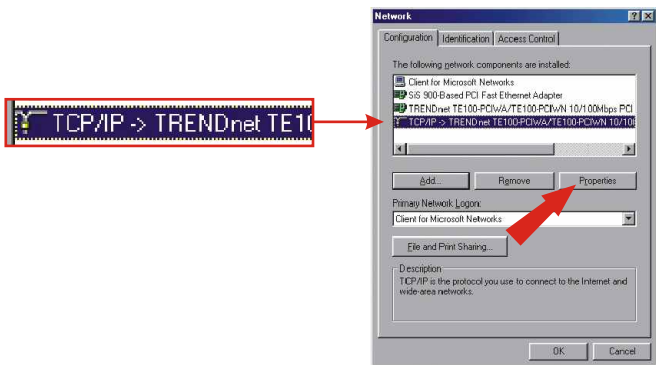 TCP/IP -> TRENDnet TE10
Network
Configuration Identification Access Control
The following network components are installed:
Client for Microsoft Networks
SiS 900-Based PCI Fast Ethernet Adapter
TRENDnet TE100-PCIWA/TE100-PCIWN 10/100Mbps PCI
TCP/IP -> TRENDnet TE100-PCIWA/TE100-PCIWN 10/100
Add... Remove Properties
Primary Network Logon:
Client for Microsoft Networks
File and Print Sharing...
Description
TCP/IP is the protocol you use to connect to the Internet and
wide-area networks.
OK Cancel